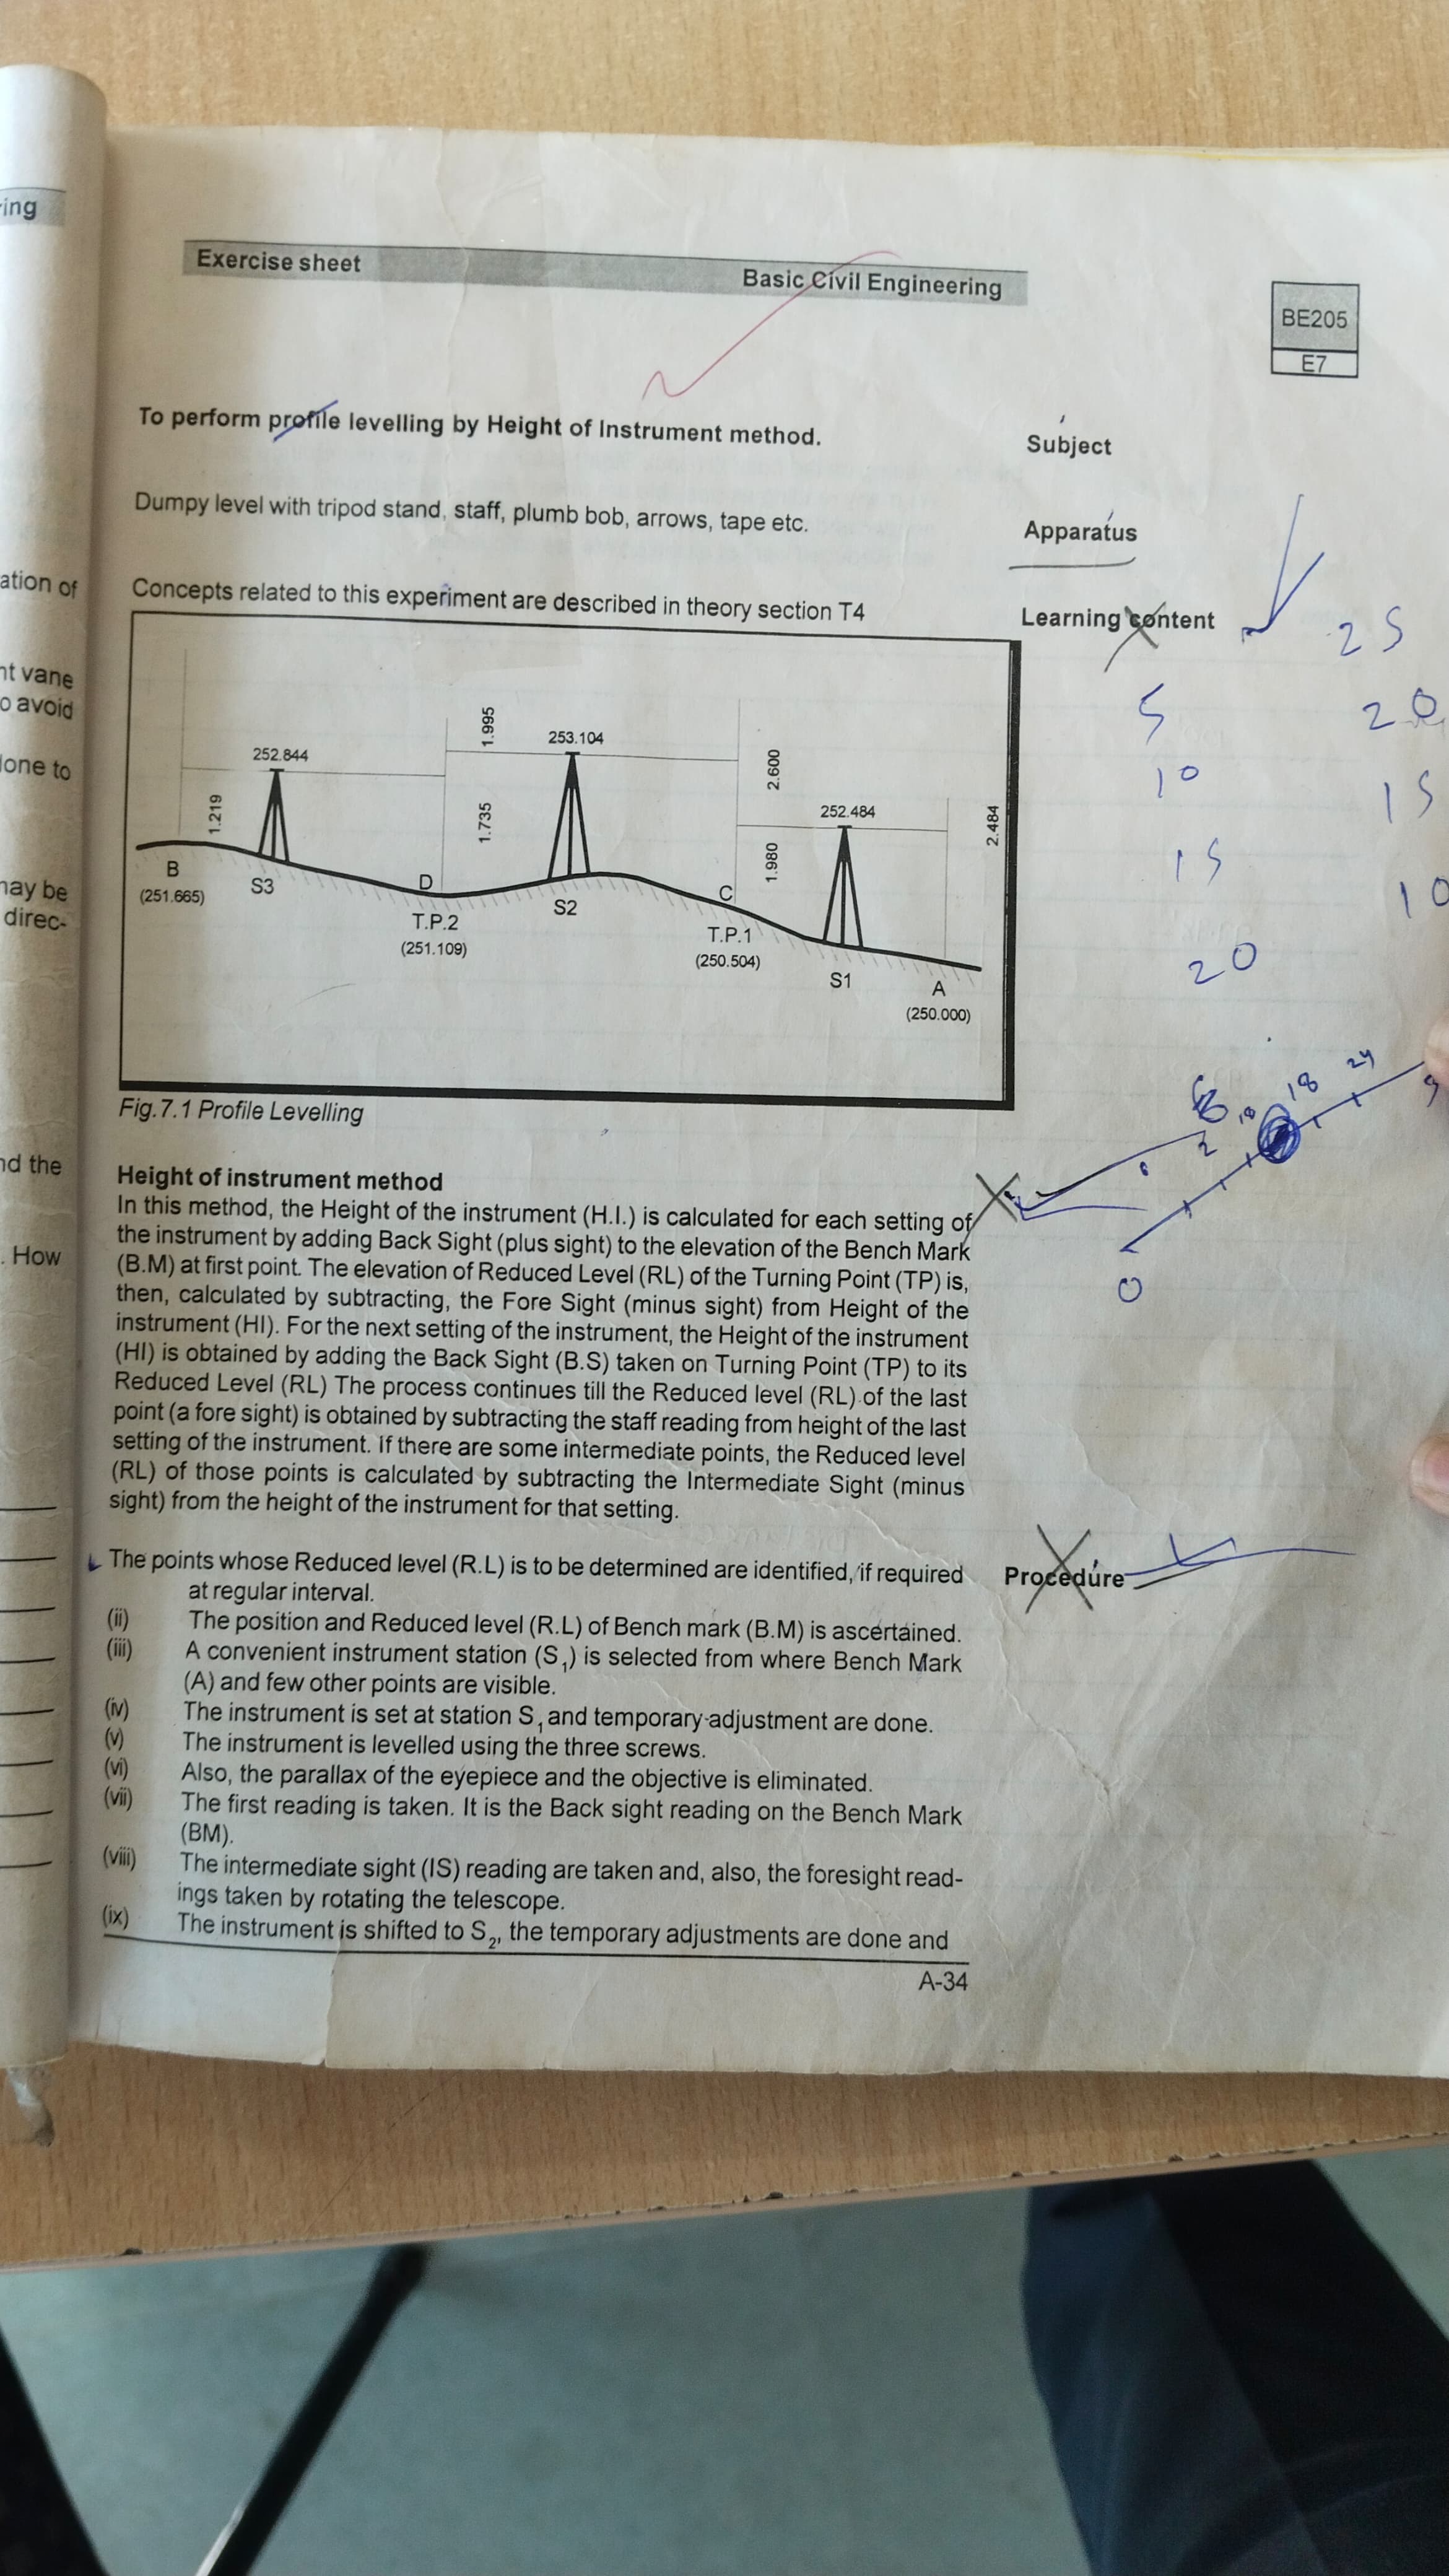 ring
Exercise sheet
Basic Civil Engineering
BE205
E7
To perform profile levelling by Height of Instrument method.
Subject
Dumpy level with tripod stand, staff, plumb bob, arrows, tape etc.
Apparatus
Concepts related to this experiment are described in theory section T4
Learning content
ation of
nt vane
o avoid
lone to
nay be
direc-
nd the
. How
25
5
20
10
15
15
10
20
252.844
1.995
253.104
2.600
252.484
2.484
1.219
1.735
1.980
B
(251.665)
S3
D
T.P.2
(251.109)
S2
C
T.P.1
(250.504)
S1
A
(250.000)
Fig.7.1 Profile Levelling
18
24
0
Height of instrument method
In this method, the Height of the instrument (H.I.) is calculated for each setting of
the instrument by adding Back Sight (plus sight) to the elevation of the Bench Mark
(B.M) at first point. The elevation of Reduced Level (RL) of the Turning Point (TP) is,
then, calculated by subtracting, the Fore Sight (minus sight) from Height of the
instrument (HI). For the next setting of the instrument, the Height of the instrument
(HI) is obtained by adding the Back Sight (B.S) taken on Turning Point (TP) to its
Reduced Level (RL) The process continues till the Reduced level (RL) of the last
point (a fore sight) is obtained by subtracting the staff reading from height of the last
setting of the instrument. If there are some intermediate points, the Reduced level
(RL) of those points is calculated by subtracting the Intermediate Sight (minus
sight) from the height of the instrument for that setting.
The points whose Reduced level (R.L) is to be determined are identified, if required
at regular interval.
Procedure
(ii) The position and Reduced level (R.L) of Bench mark (B.M) is ascertained.
(iii) A convenient instrument station (S1) is selected from where Bench Mark
(A) and few other points are visible.
(iv) The instrument is set at station S1 and temporary adjustment are done.
(v) The instrument is levelled using the three screws.
(vi) Also, the parallax of the eyepiece and the objective is eliminated.
(vii) The first reading is taken. It is the Back sight reading on the Bench Mark
(BM).
(viii) The intermediate sight (IS) reading are taken and, also, the foresight read-
ings taken by rotating the telescope.
(ix) The instrument is shifted to S2, the temporary adjustments are done and
A-34